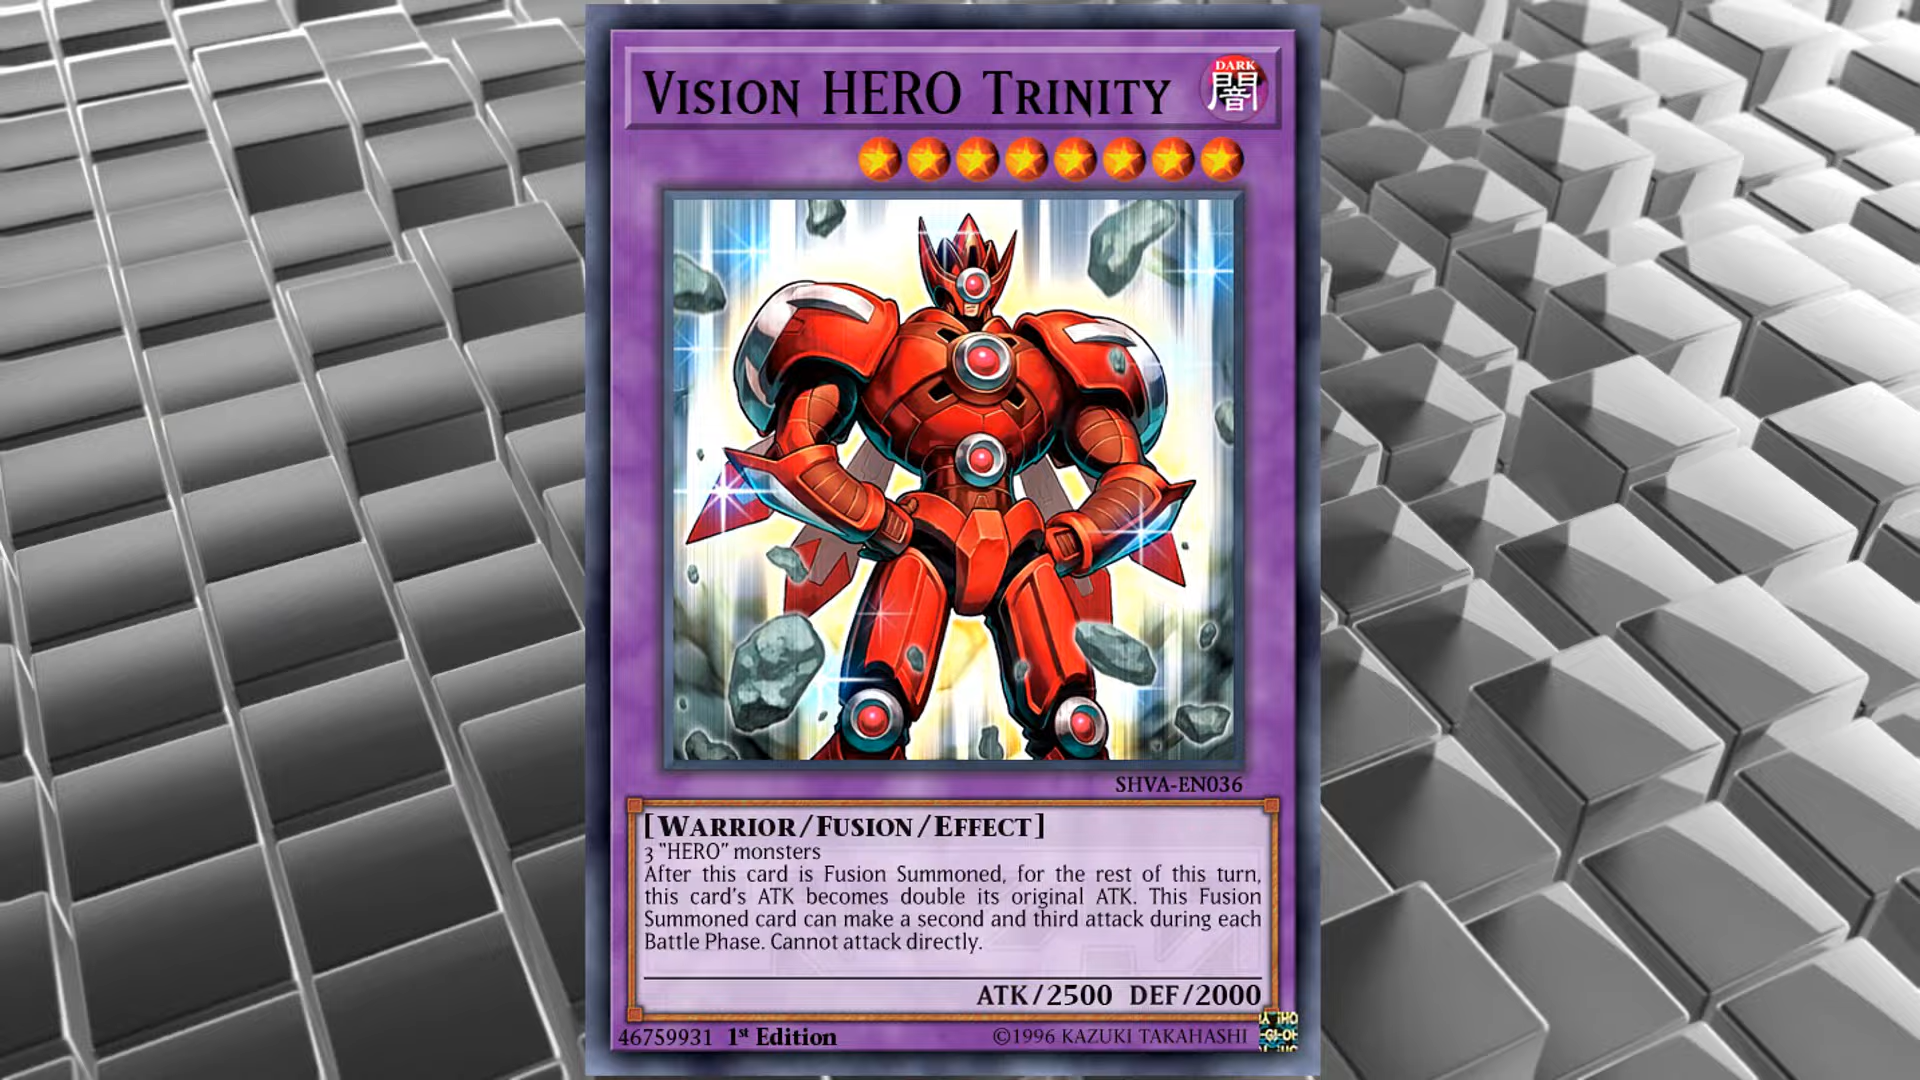 Vision HERO Trinity
DARK
闇
SHVA-EN036
[Warrior/Fusion/Effect]
3 "HERO" monsters
After this card is Fusion Summoned, for the rest of this turn,
this card's ATK becomes double its original ATK. This Fusion
Summoned card can make a second and third attack during each
Battle Phase. Cannot attack directly.
ATK/2500 DEF/2000
46759931 1st Edition ©1996 KAZUKI TAKAHASHI